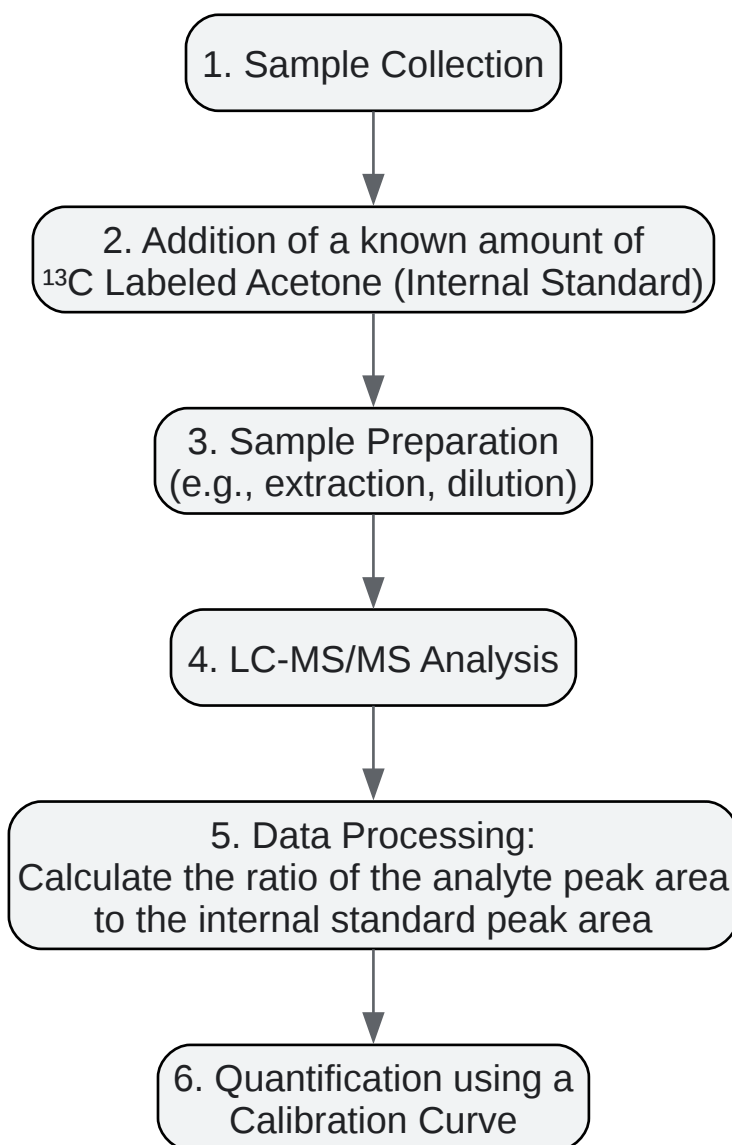 1. Sample Collection
2. Addition of a known amount of
¹³C Labeled Acetone (Internal Standard)
3. Sample Preparation
(e.g., extraction, dilution)
4. LC-MS/MS Analysis
5. Data Processing:
Calculate the ratio of the analyte peak area
to the internal standard peak area
6. Quantification using a
Calibration Curve